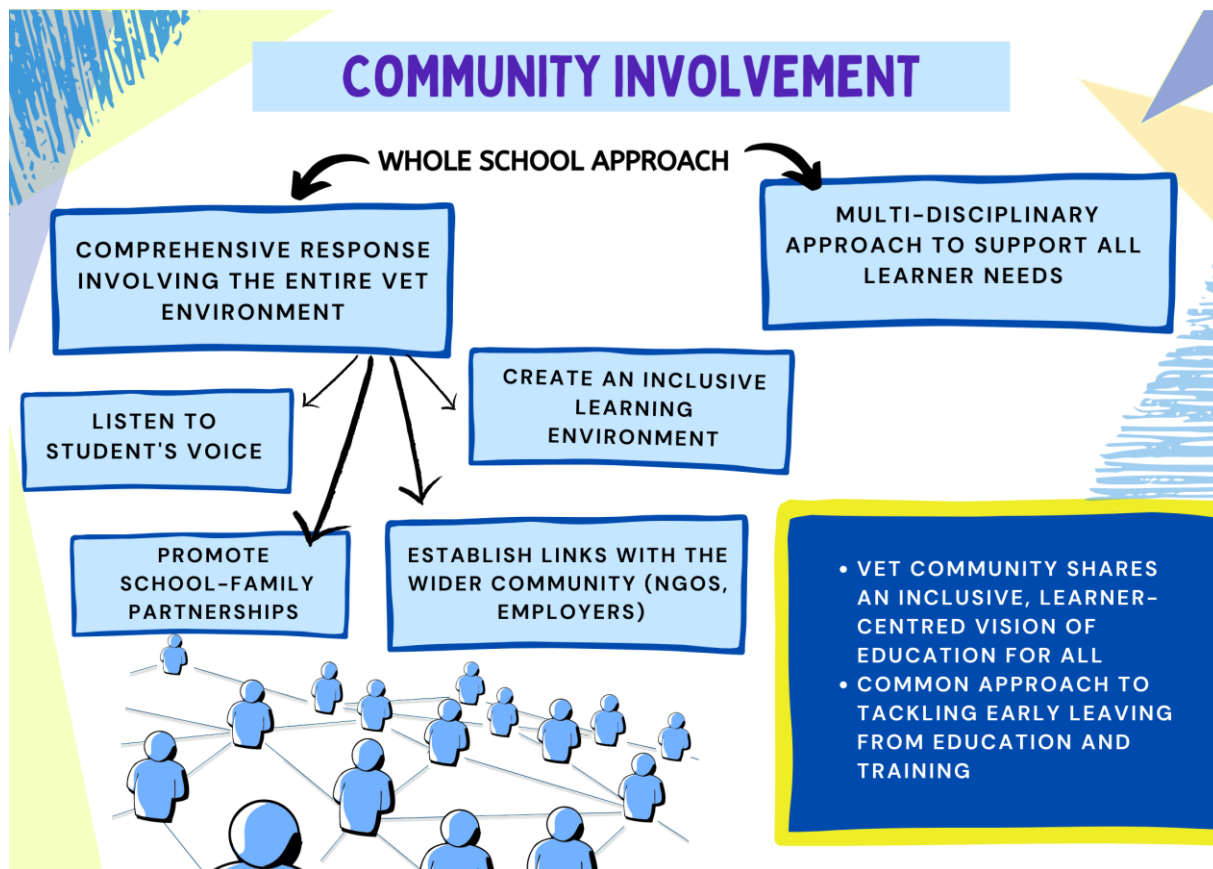 COMMUNITY INVOLVEMENT
WHOLE SCHOOL APPROACH
COMPREHENSIVE RESPONSE
INVOLVING THE ENTIRE VET
ENVIRONMENT
MULTI-DISCIPLINARY
APPROACH TO SUPPORT ALL
LEARNER NEEDS
LISTEN TO
STUDENT'S VOICE
CREATE AN INCLUSIVE
LEARNING
ENVIRONMENT
PROMOTE
SCHOOL-FAMILY
PARTNERSHIPS
ESTABLISH LINKS WITH THE
WIDER COMMUNITY (NGOS,
EMPLOYERS)
• VET COMMUNITY SHARES
AN INCLUSIVE, LEARNER-
CENTRED VISION OF
EDUCATION FOR ALL
• COMMON APPROACH TO
TACKLING EARLY LEAVING
FROM EDUCATION AND
TRAINING